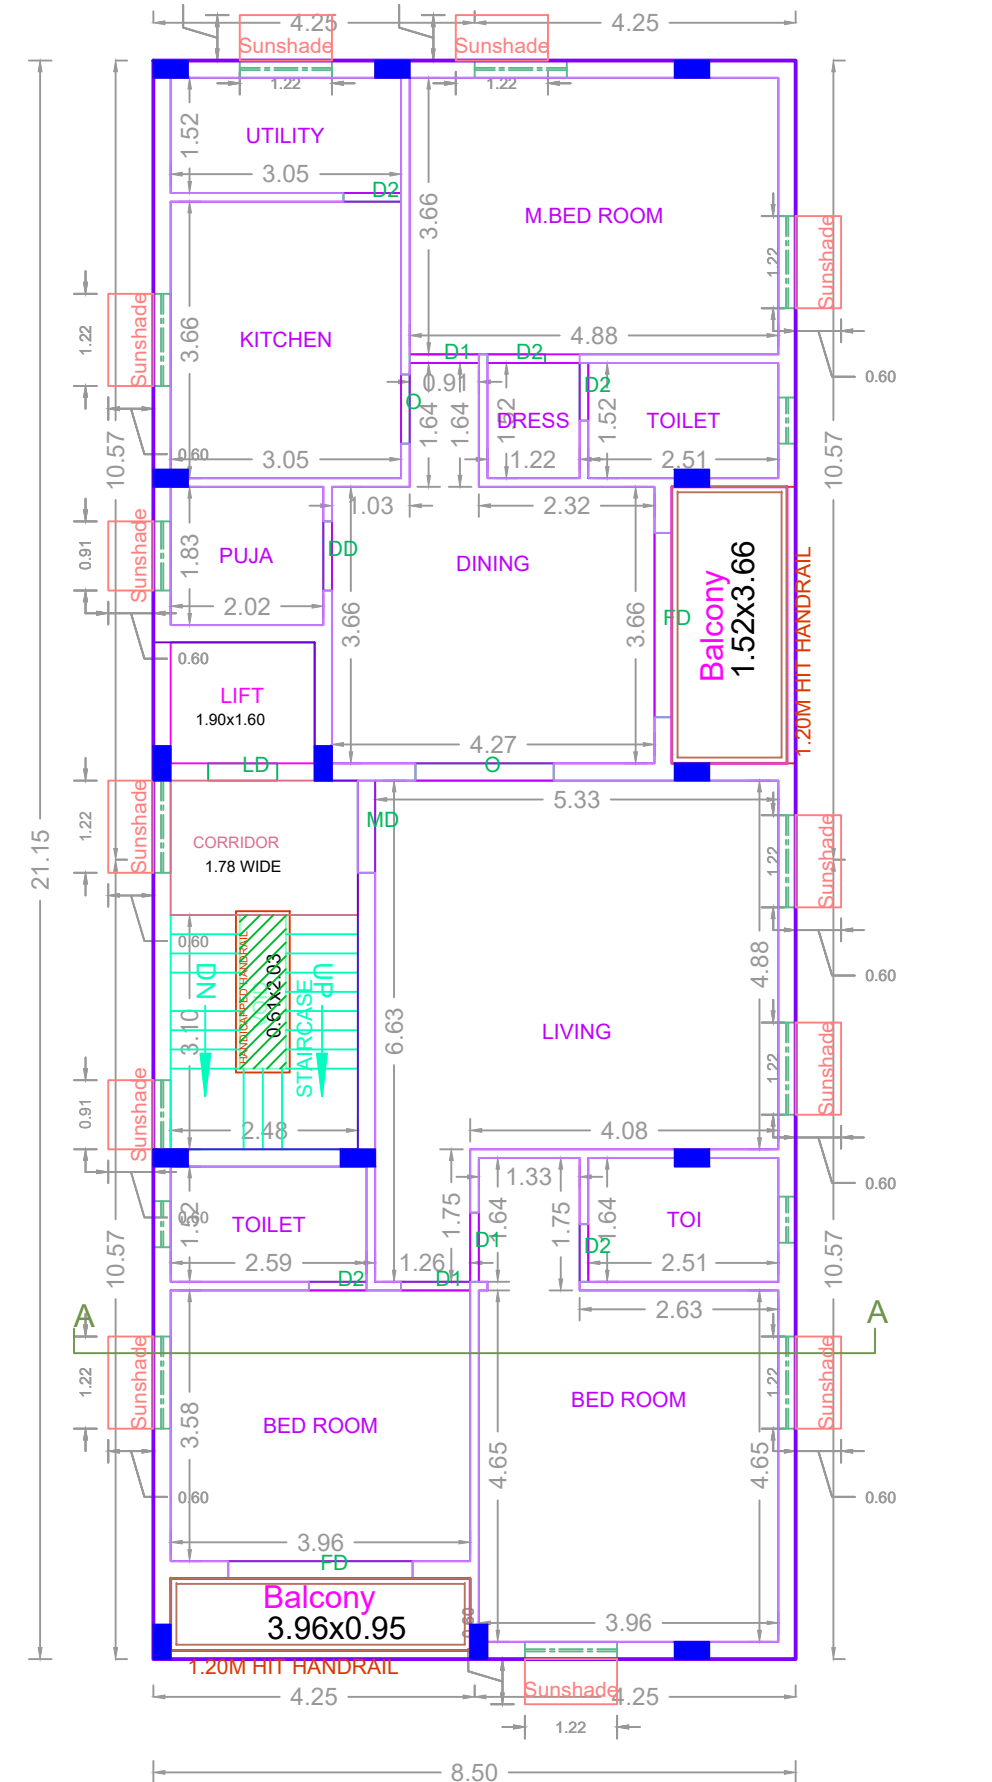 4.25
4.25
Sunshade
Sunshade
1.22
1.22
UTILITY
1.52
3.05
D2
M.BED ROOM
3.66
1.22
Sunshade
4.88
0.60
KITCHEN
3.66
1.22
Sunshade
D1
D2
0.91
D2
O
1.64
1.64
1.52
DRESS
1.52
TOILET
3.05
0.60
1.22
2.51
10.57
10.57
1.03
2.32
PUJA
1.83
0.91
Sunshade
DD
DINING
2.02
3.66
3.66
FD
Balcony
1.52x3.66
1.20M HIT HANDRAIL
0.60
LIFT
1.90x1.60
4.27
LD
O
5.33
1.22
Sunshade
MD
CORRIDOR
1.78 WIDE
1.22
Sunshade
21.15
0.60
HANDICAPPED HANDRAIL
DN
0.61x2.03
UP
STAIRCASE
3.10
6.63
4.88
0.60
LIVING
1.22
Sunshade
0.91
Sunshade
2.48
4.08
0.60
1.33
1.75
1.64
1.75
1.64
1.52
0.60
TOILET
TOI
D1
D2
2.59
1.26
2.51
D2
D1
10.57
10.57
2.63
A
A
1.22
Sunshade
1.22
Sunshade
BED ROOM
BED ROOM
3.58
4.65
4.65
0.60
0.60
3.96
FD
Balcony
3.96x0.95
0.60
3.96
1.20M HIT HANDRAIL
4.25
Sunshade
4.25
1.22
8.50